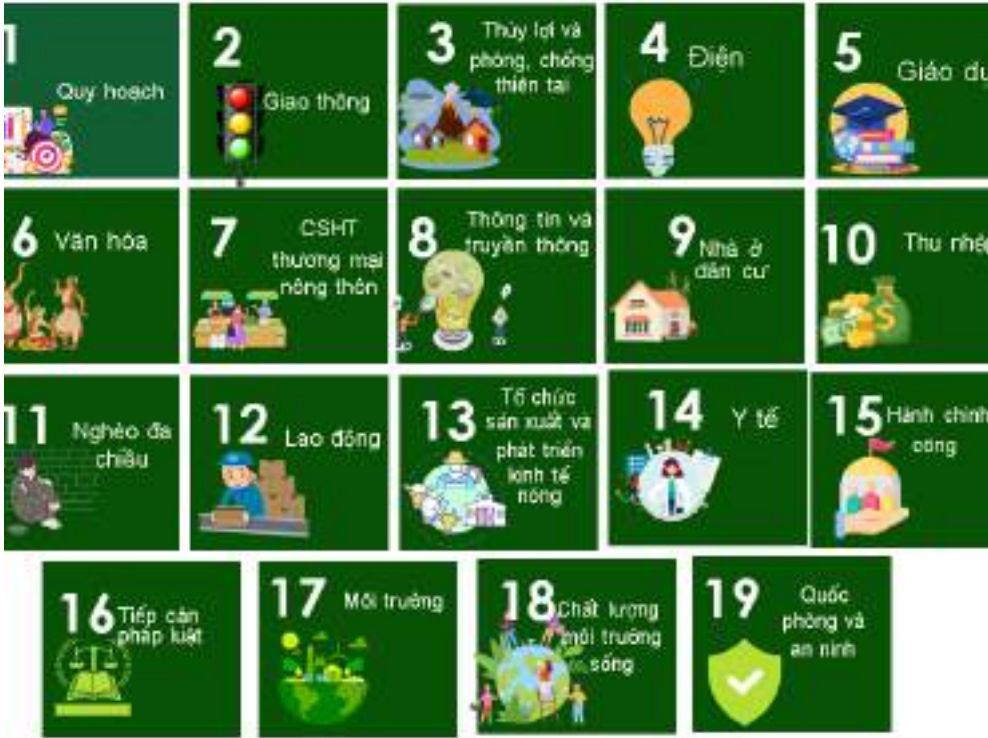 1
Quy hoạch
2
Giao thông
3
Thủy lợi và
phòng, chống
thiên tai
4
Điện
5
Giáo dụ
6
Văn hóa
7
CSHT
thương mại
nông thôn
8
Thông tin và
truyền thông
9
Nhà ở
dân cư
10
Thu nhậ
11
Nghèo đa
chiều
12
Lao động
13
Tổ chức
sản xuất và
phát triển
kinh tế
nông
14
Y tế
15
Hành chính
công
16
Tiếp cận
pháp luật
17
Môi trường
18
Chất lượng
môi trường
sống
19
Quốc
phòng và
an ninh